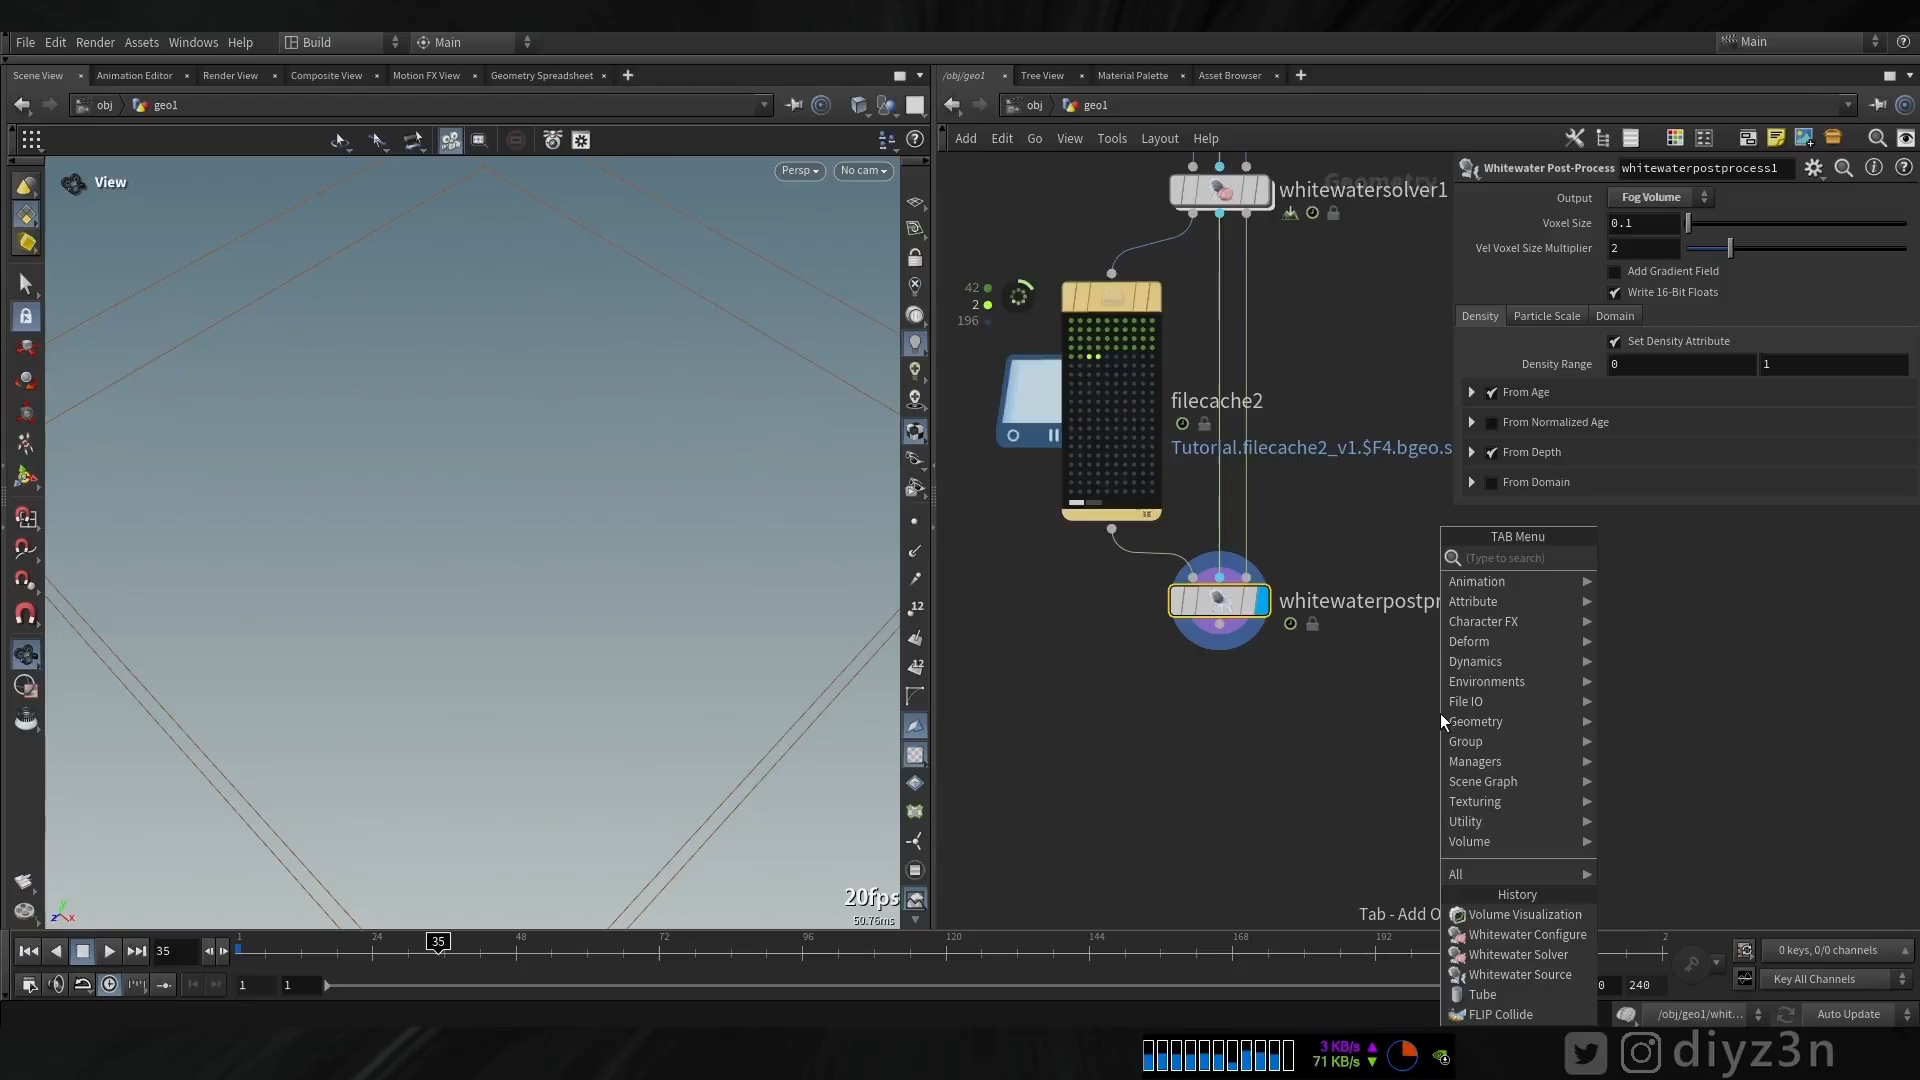 File Edit Render Assets Windows Help Build Main Main
Scene View Animation Editor Render View Composite View Motion FX View Geometry Spreadsheet
/obj/geo1 Tree View Material Palette Asset Browser
obj geo1
obj geo1
Add Edit Go View Tools Layout Help
View
Persp No cam
20fps
50.76ms
Geometry
whitewatersolver1
42
2
196
filecache2
Tutorial.filecache2_v1.$F4.bgeo.s
whitewaterpostpr
Tab - Add O
Whitewater Post-Process whitewaterpostprocess1
Output Fog Volume
Voxel Size 0.1
Vel Voxel Size Multiplier 2
Add Gradient Field
Write 16-Bit Floats
Density Particle Scale Domain
Set Density Attribute
Density Range 0 1
From Age
From Normalized Age
From Depth
From Domain
TAB Menu
(Type to search)
Animation
Attribute
Character FX
Deform
Dynamics
Environments
File IO
Geometry
Group
Managers
Scene Graph
Texturing
Utility
Volume
All
History
Volume Visualization
Whitewater Configure
Whitewater Solver
Whitewater Source
Tube
FLIP Collide
12
12
35
1 24 35 48 72 96 120 144 168 192 2
1 1 0 240
0 keys, 0/0 channels
Key All Channels
/obj/geo1/whit... Auto Update
3 KB/s
71 KB/s
diyz3n